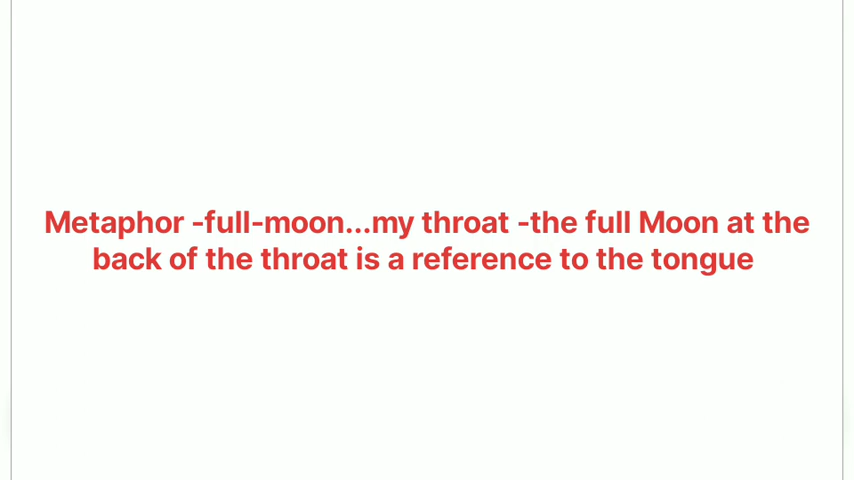 Metaphor -full-moon...my throat -the full Moon at the
back of the throat is a reference to the tongue